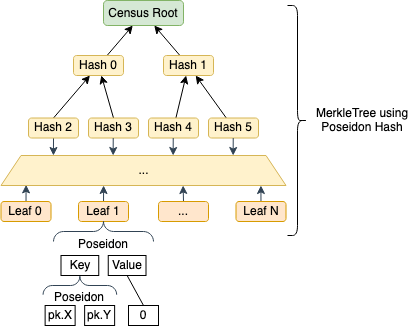 Census Root
Hash 0
Hash 1
MerkleTree using
Poseidon Hash
Hash 2
Hash 3
Hash 4
Hash 5
...
Leaf 0
Leaf 1
...
Leaf N
Poseidon
Key
Value
Poseidon
pk.X
pk.Y
0